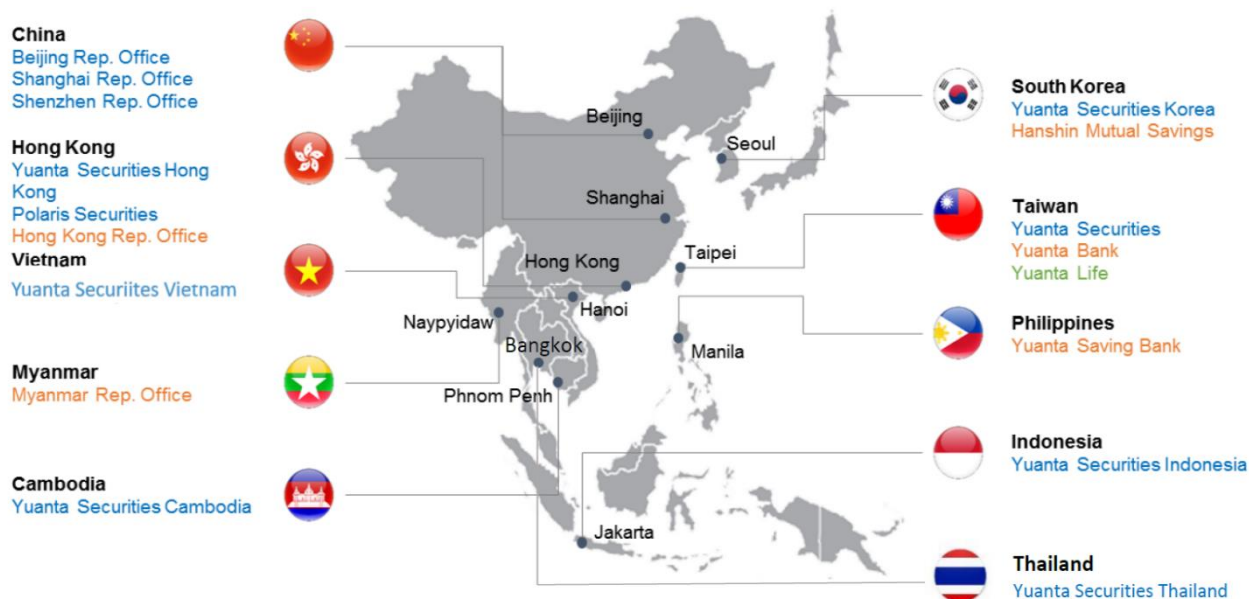 China
Beijing Rep. Office
Shanghai Rep. Office
Shenzhen Rep. Office
Hong Kong
Yuanta Securities Hong
Kong
Polaris Securities
Hong Kong Rep. Office
Vietnam
Yuanta Securiites Vietnam
Myanmar
Myanmar Rep. Office
Cambodia
Yuanta Securities Cambodia
Beijing
Seoul
Shanghai
Taipei
Hong Kong
Hanoi
Naypyidaw
Bangkok
Manila
Phnom Penh
Jakarta
South Korea
Yuanta Securities Korea
Hanshin Mutual Savings
Taiwan
Yuanta Securities
Yuanta Bank
Yuanta Life
Philippines
Yuanta Saving Bank
Indonesia
Yuanta Securities Indonesia
Thailand
Yuanta Securities Thailand